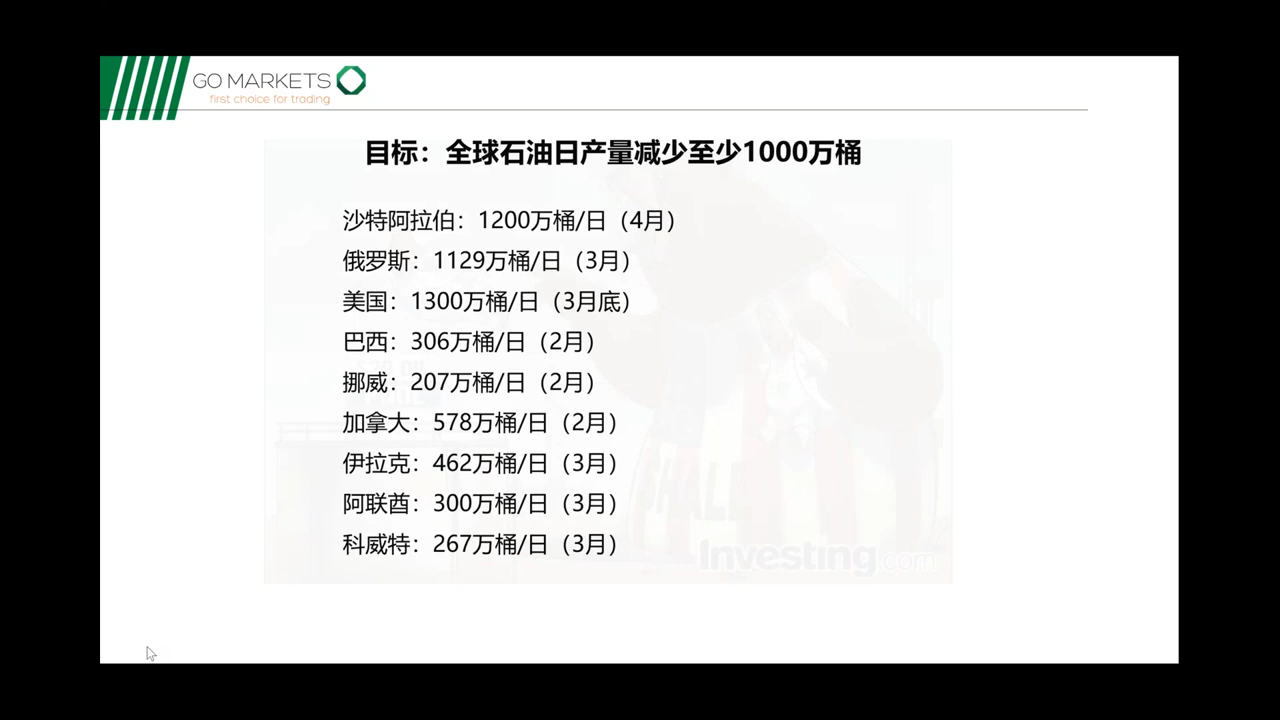 GO MARKETS
first choice for trading
目标：全球石油日产量减少至少1000万桶
沙特阿拉伯：1200万桶/日（4月）
俄罗斯：1129万桶/日（3月）
美国：1300万桶/日（3月底）
巴西：306万桶/日（2月）
挪威：207万桶/日（2月）
加拿大：578万桶/日（2月）
伊拉克：462万桶/日（3月）
阿联酋：300万桶/日（3月）
科威特：267万桶/日（3月）
SHALE
Investing.com